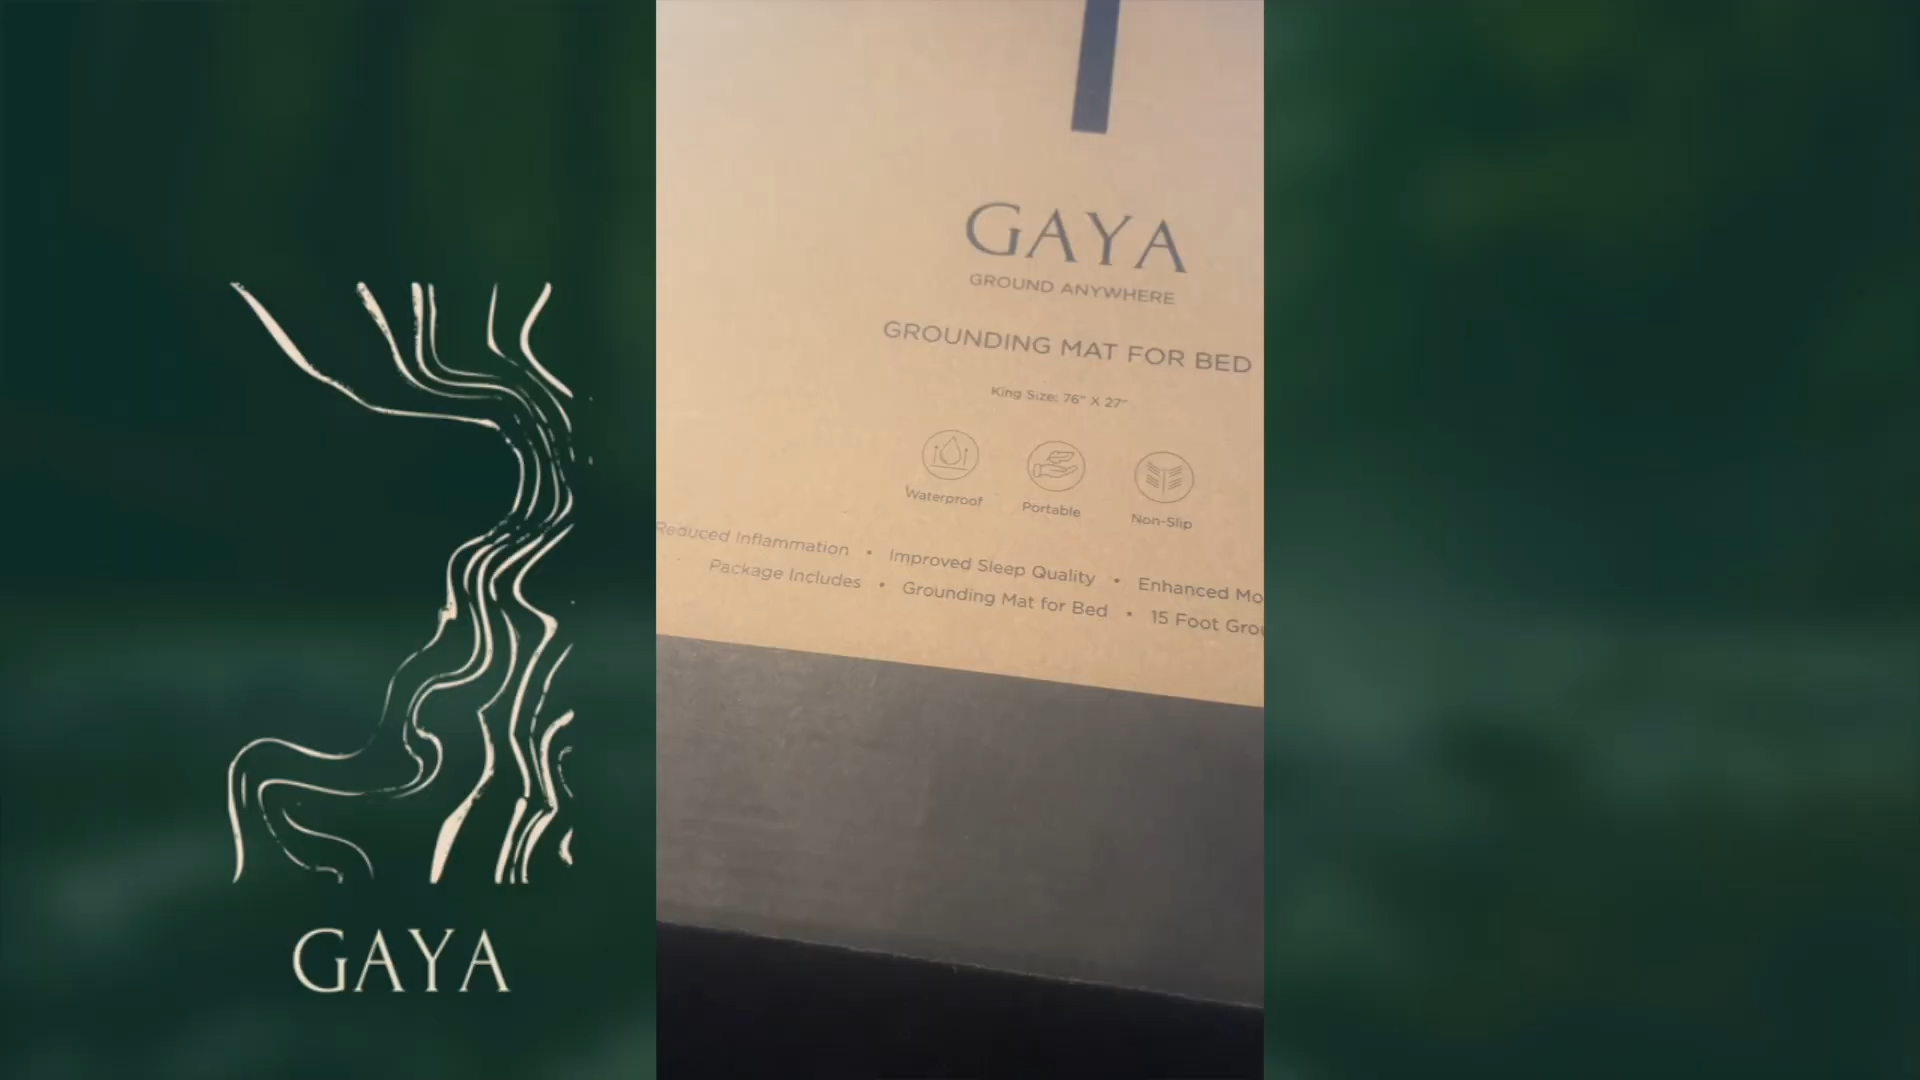 GAYA
GROUND ANYWHERE
GROUNDING MAT FOR BED
King Size: 76" X 27"
Waterproof
Portable
Non-Slip
Reduced Inflammation • Improved Sleep Quality • Enhanced
Package Includes • Grounding Mat for Bed • 15 Foot
GAYA